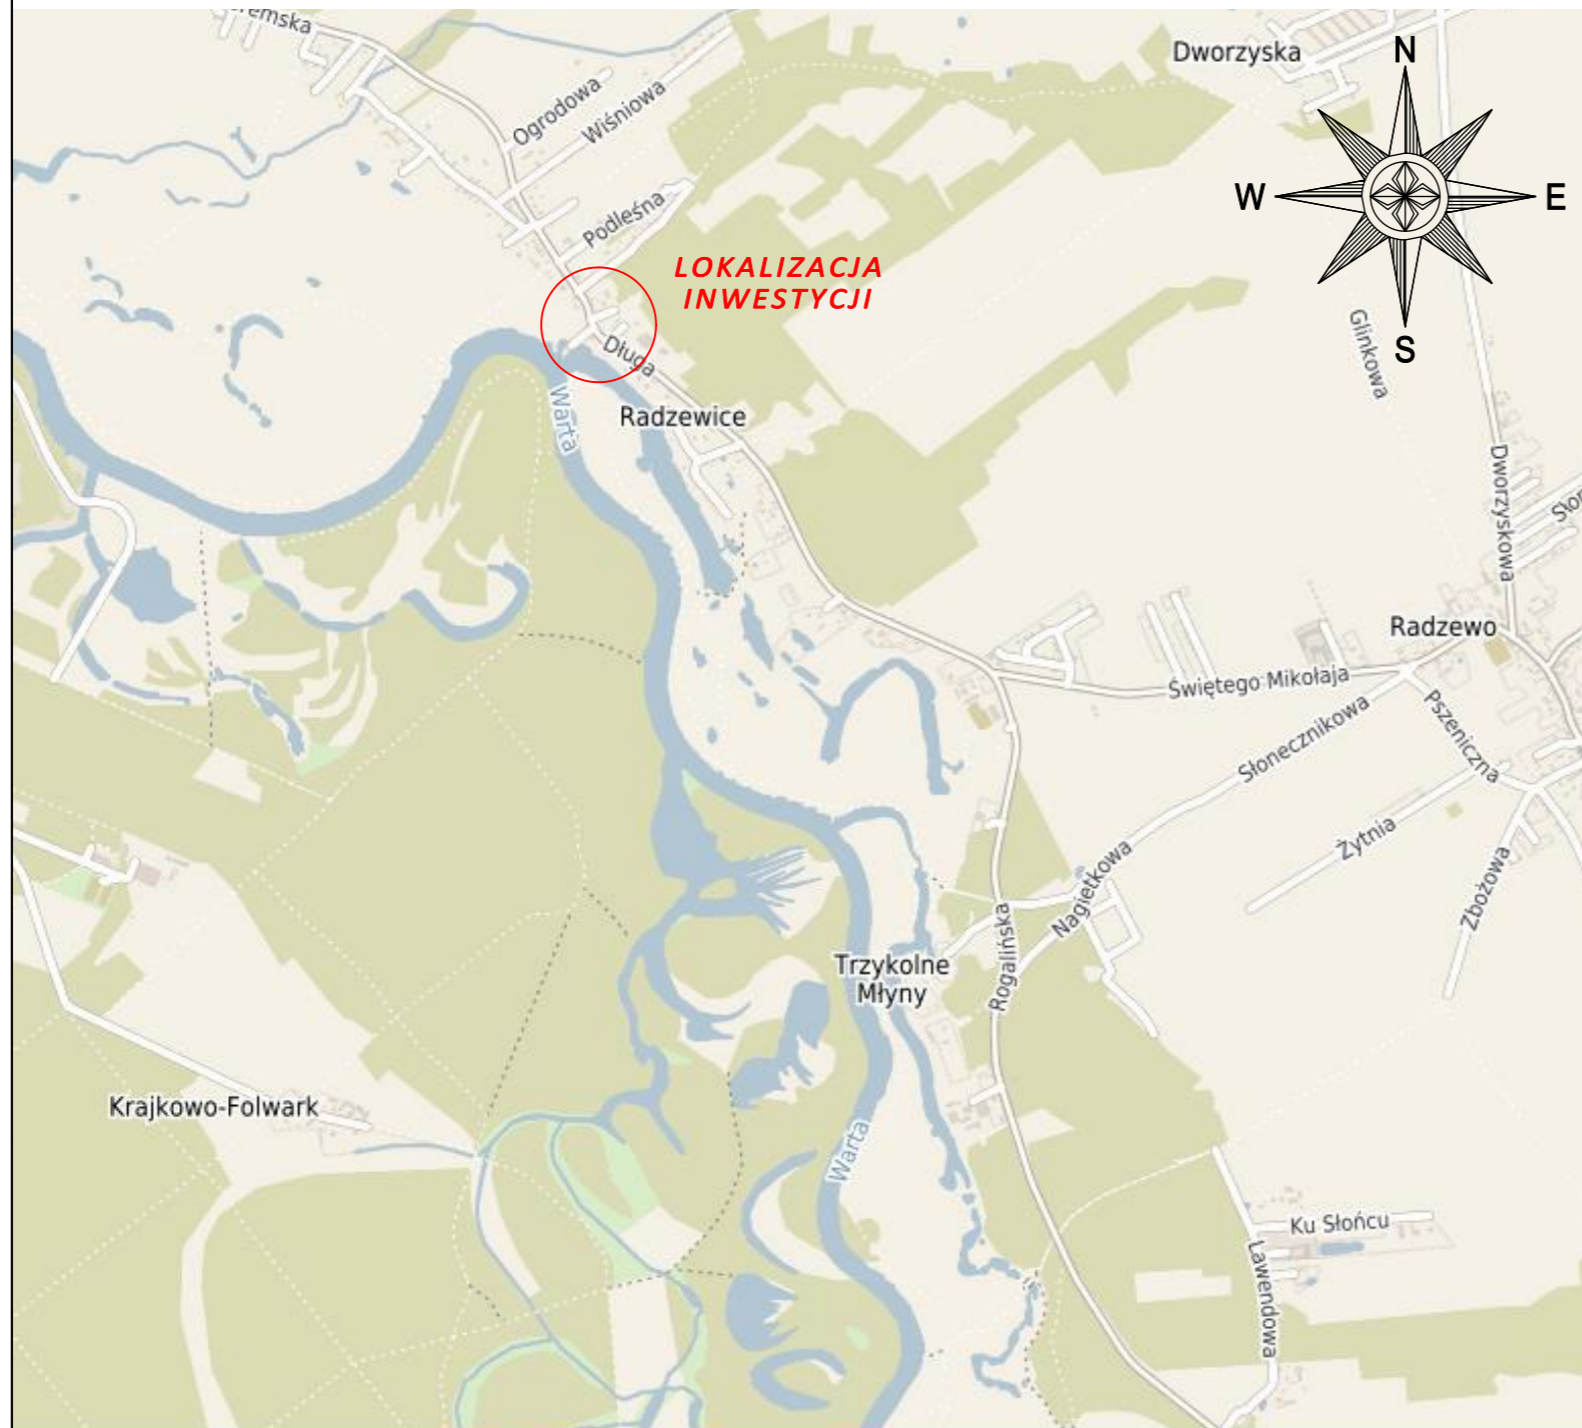 Dworzyska
N
Ogrodowa
Wiśniowa
W
E
Podleśna
LOKALIZACJA
INWESTYCJI
S
Glinkowa
Długa
Warta
Radzewice
Dworzyskowa
Radzewo
Świętego Mikołaja
Słonecznikowa
Pszeniczna
Żytnia
Nagietkowa
Zbożowa
Rogalińska
Trzykolne
Młyny
Krajkowo-Folwark
Warta
Ku Słońcu
Lawendowa